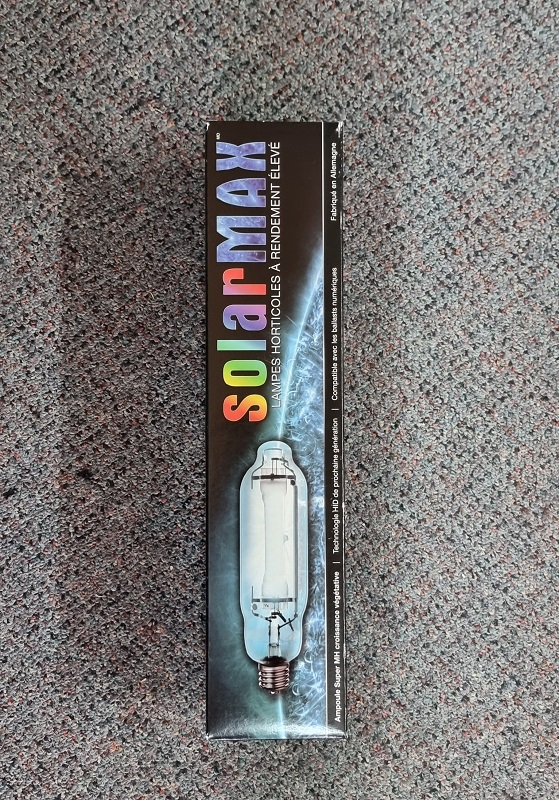 solarMAX MD
LAMPES HORTICOLES À RENDEMENT ÉLEVÉ
Ampoule Super MH croissance végétative | Technologie HID de prochaine génération | Compatible avec les ballasts numériques | Fabriqué en Allemagne